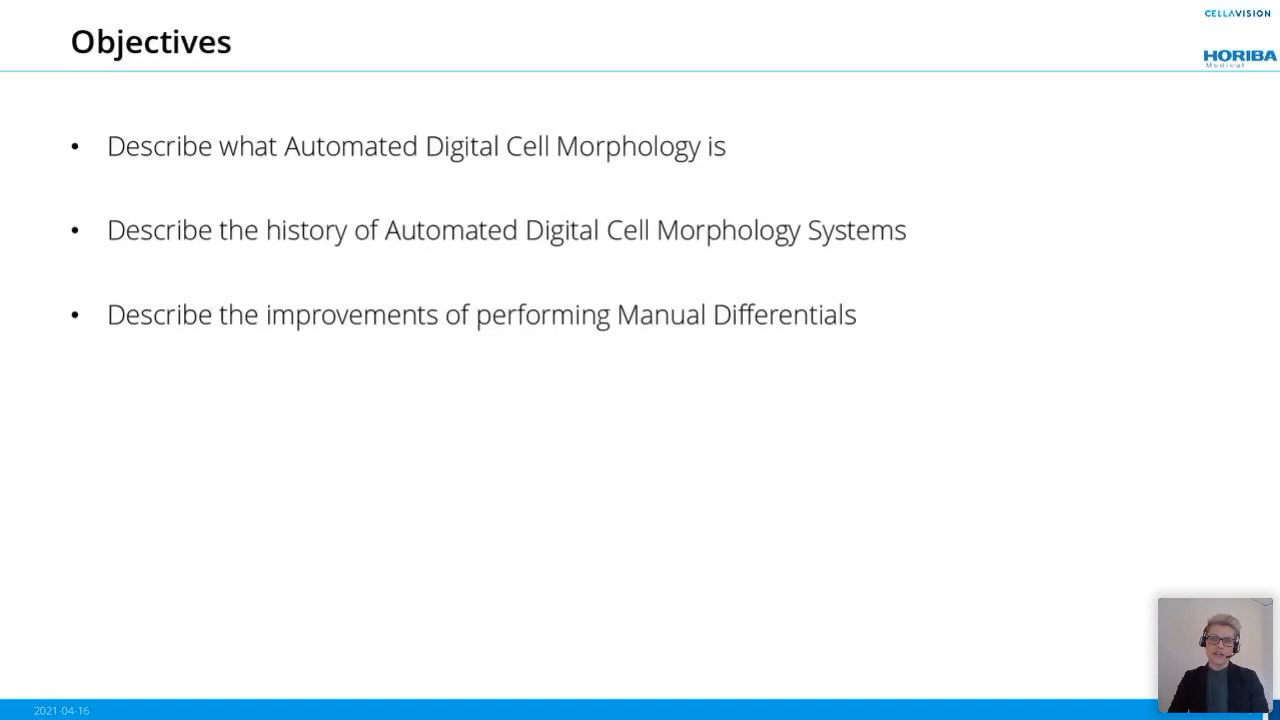 CELLAVISION
Objectives
HORIBA
Medical
• Describe what Automated Digital Cell Morphology is
• Describe the history of Automated Digital Cell Morphology Systems
• Describe the improvements of performing Manual Differentials
2021-04-16